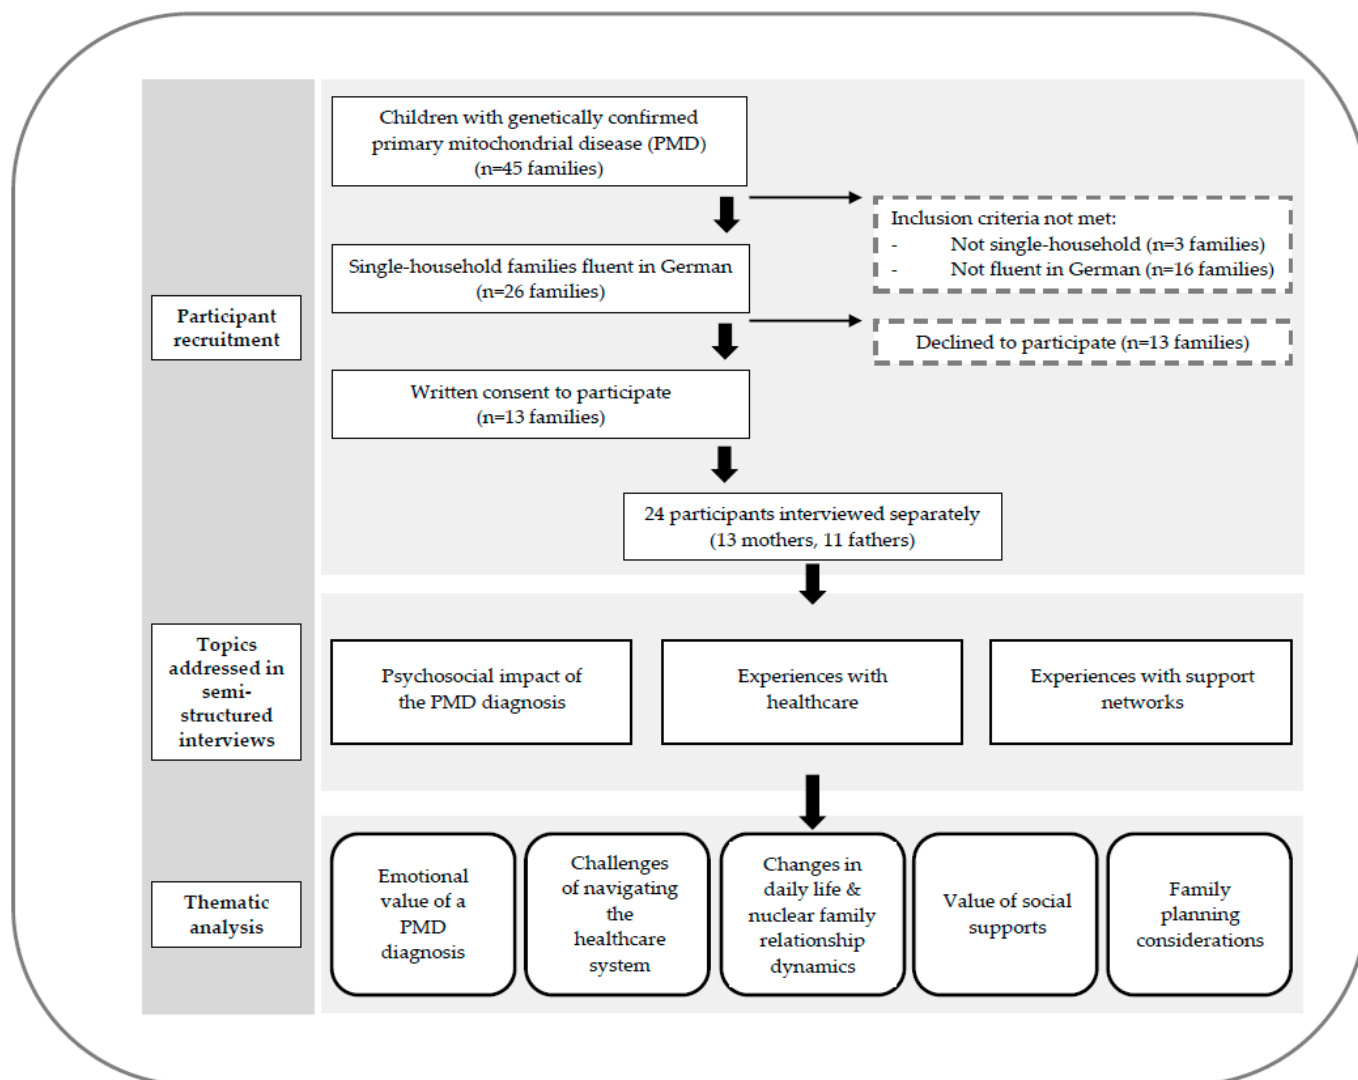 Children with genetically confirmed
primary mitochondrial disease (PMD)
(n=45 families)
Inclusion criteria not met:
- Not single-household (n=3 families)
- Not fluent in German (n=16 families)
Single-household families fluent in German
(n=26 families)
Participant
recruitment
Declined to participate (n=13 families)
Written consent to participate
(n=13 families)
24 participants interviewed separately
(13 mothers, 11 fathers)
Topics
addressed in
semi-
structured
interviews
Psychosocial impact of
the PMD diagnosis
Experiences with
healthcare
Experiences with support
networks
Thematic
analysis
Emotional
value of a
PMD
diagnosis
Challenges
of navigating
the
healthcare
system
Changes in
daily life &
nuclear family
relationship
dynamics
Value of social
supports
Family
planning
considerations